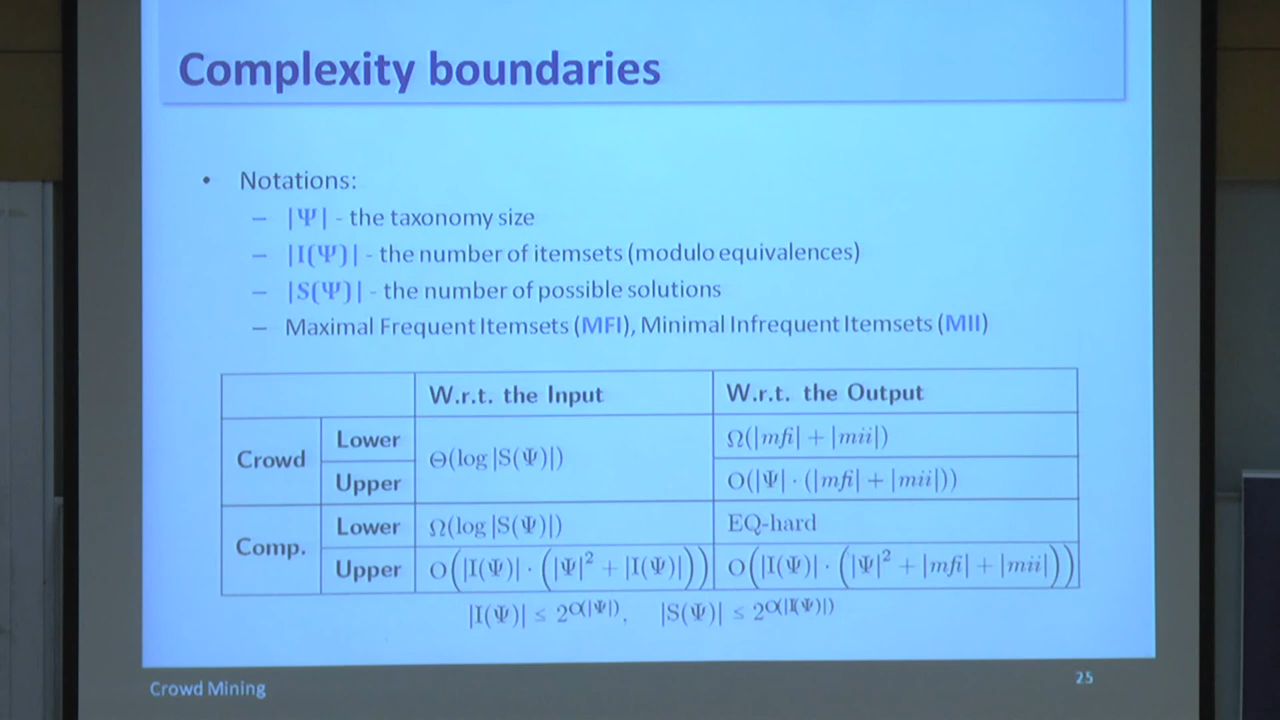 Complexity boundaries
• Notations:
– |Ψ| - the taxonomy size
– |I(Ψ)| - the number of itemsets (modulo equivalences)
– |S(Ψ)| - the number of possible solutions
– Maximal Frequent Itemsets (MFI), Minimal Infrequent Itemsets (MII)
W.r.t. the Input W.r.t. the Output
Crowd Lower Θ(log |S(Ψ)|) Ω(|mfi| + |mii|)
Upper O(|Ψ| · (|mfi| + |mii|))
Comp. Lower Ω(log |S(Ψ)|) EQ-hard
Upper O(|I(Ψ)| · (|Ψ|² + |I(Ψ)|)) O(|I(Ψ)| · (|Ψ|² + |mfi| + |mii|))
|I(Ψ)| ≤ 2^O(|Ψ|), |S(Ψ)| ≤ 2^O(|I(Ψ)|)
Crowd Mining 25